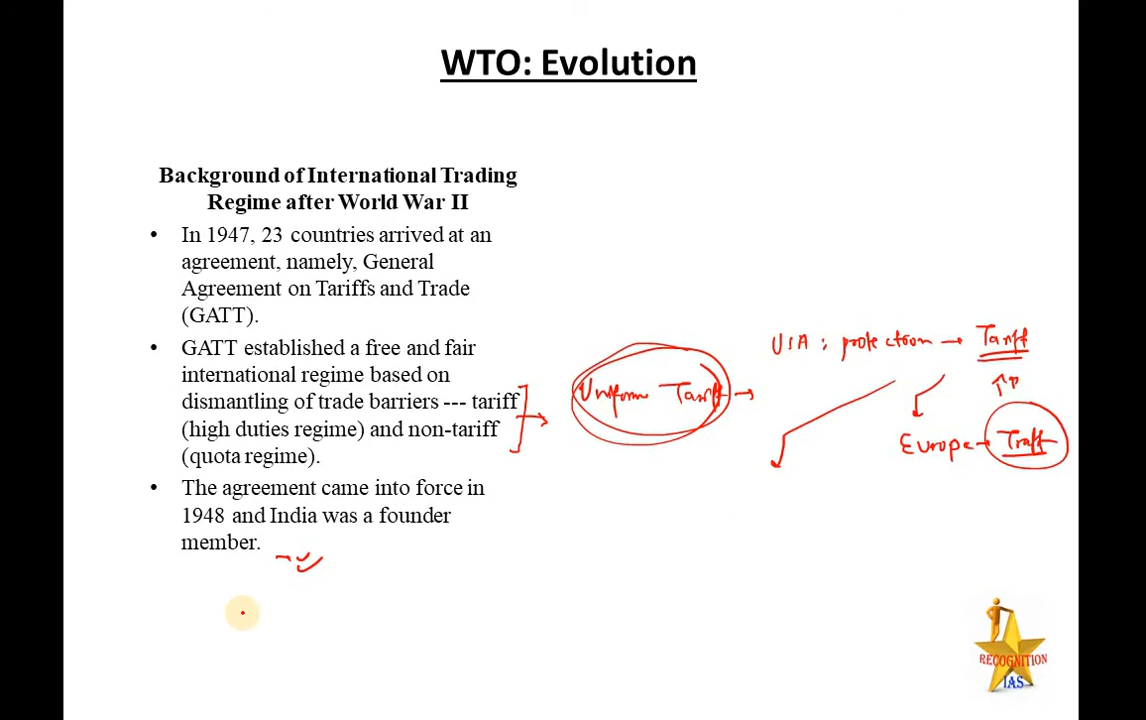 WTO: Evolution
Background of International Trading
Regime after World War II
• In 1947, 23 countries arrived at an
agreement, namely, General
Agreement on Tariffs and Trade
(GATT).
• GATT established a free and fair
international regime based on
dismantling of trade barriers --- tariff
(high duties regime) and non-tariff
(quota regime).
• The agreement came into force in
1948 and India was a founder
member.
Uniform Tariff →
USA : protection → Tariff
Europe → Traff
RECOGNITION
IAS